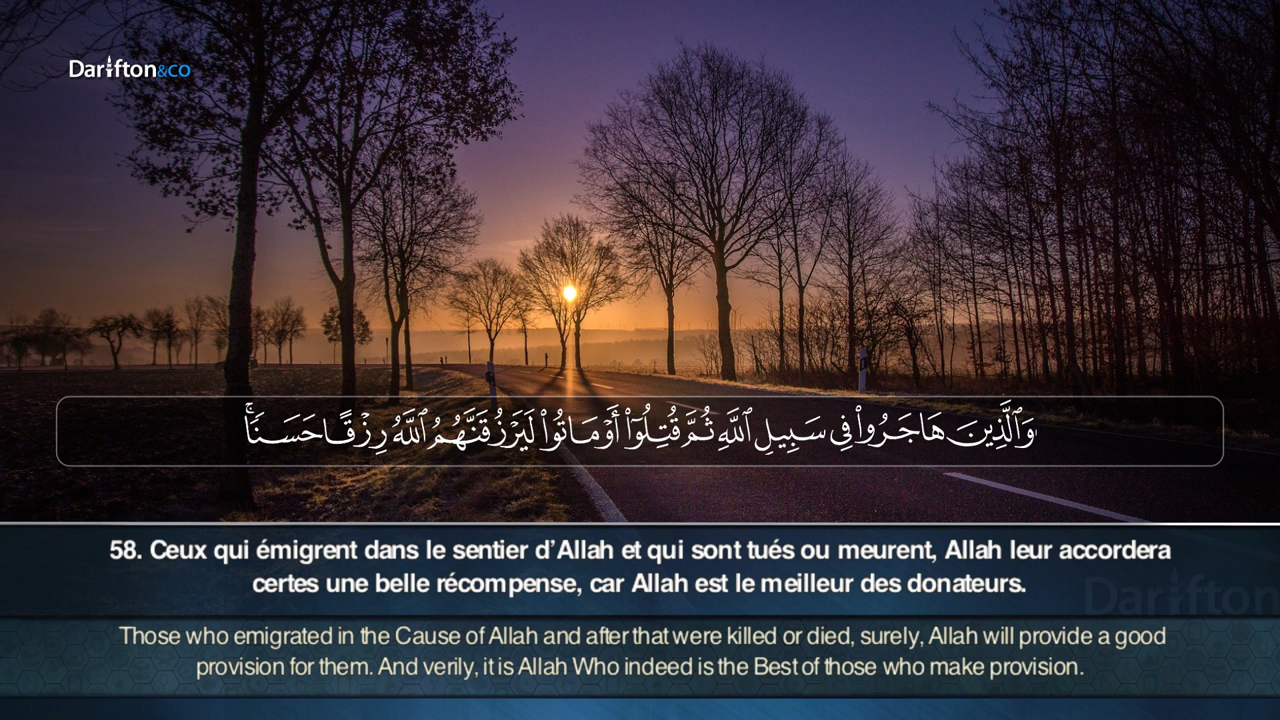 Darifton&co
وَٱلَّذِينَ هَاجَرُوا۟ فِى سَبِيلِ ٱللَّهِ ثُمَّ قُتِلُوٓا۟ أَوْ مَاتُوا۟ لَيَرْزُقَنَّهُمُ ٱللَّهُ رِزْقًا حَسَنًا ۚ
58. Ceux qui émigrent dans le sentier d’Allah et qui sont tués ou meurent, Allah leur accordera
certes une belle récompense, car Allah est le meilleur des donateurs.
Darifton
Those who emigrated in the Cause of Allah and after that were killed or died, surely, Allah will provide a good
provision for them. And verily, it is Allah Who indeed is the Best of those who make provision.